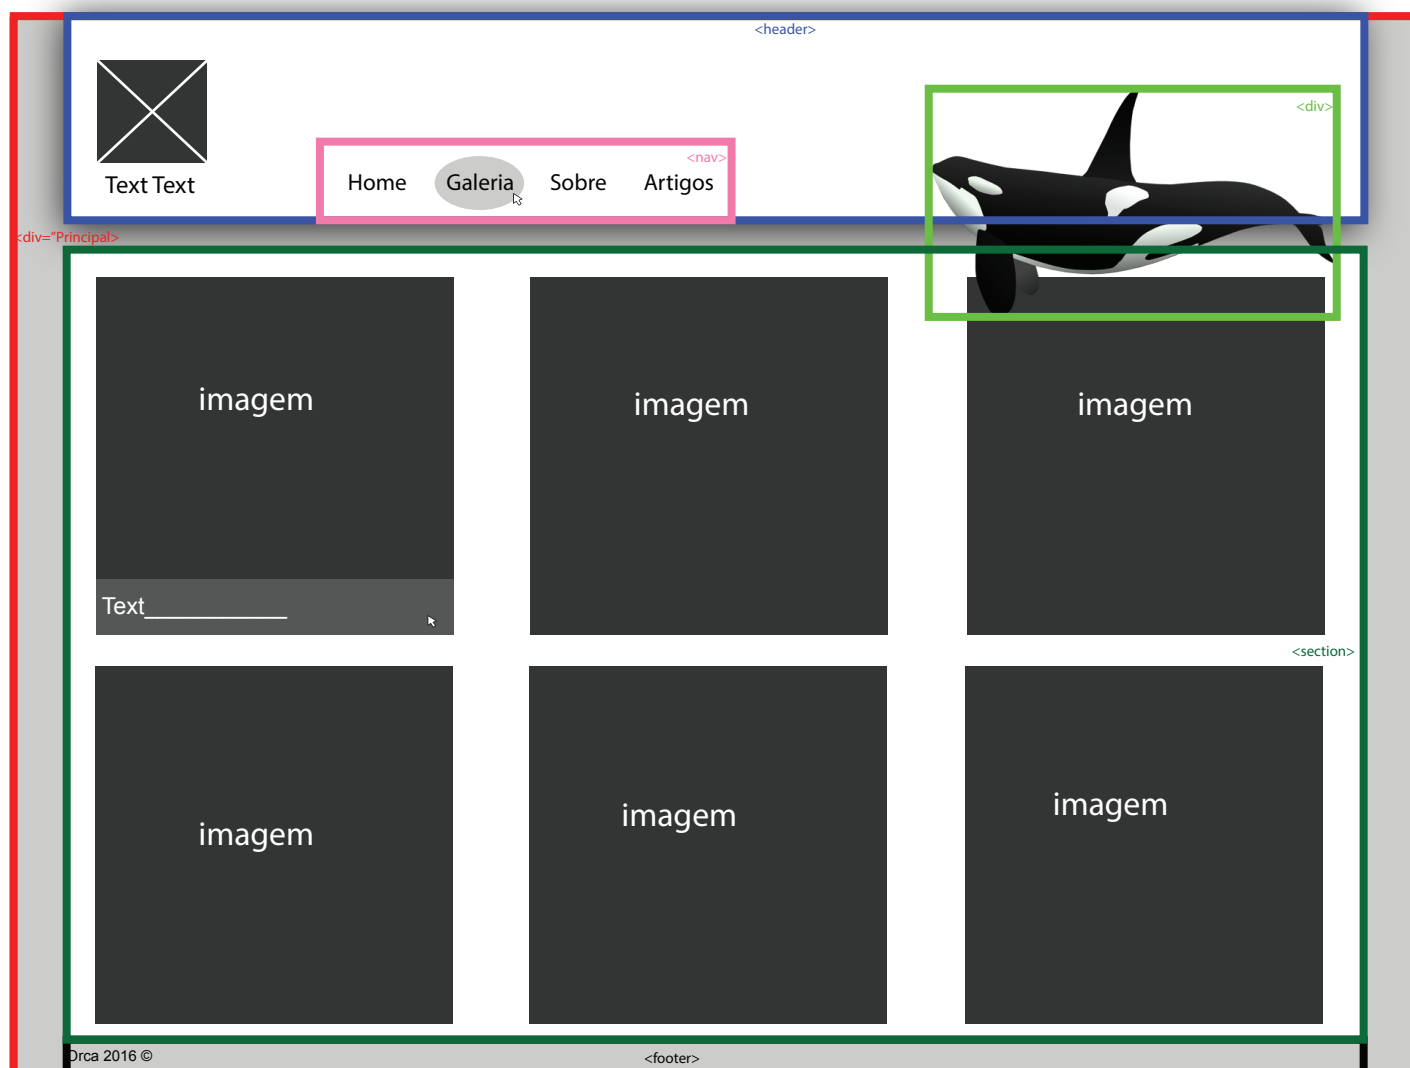 <header>
<div>
<nav>
Home Galeria Sobre Artigos
Text Text
<div="Principal>
imagem
imagem
imagem
Text____________
<section>
imagem
imagem
imagem
Orca 2016 ©
<footer>